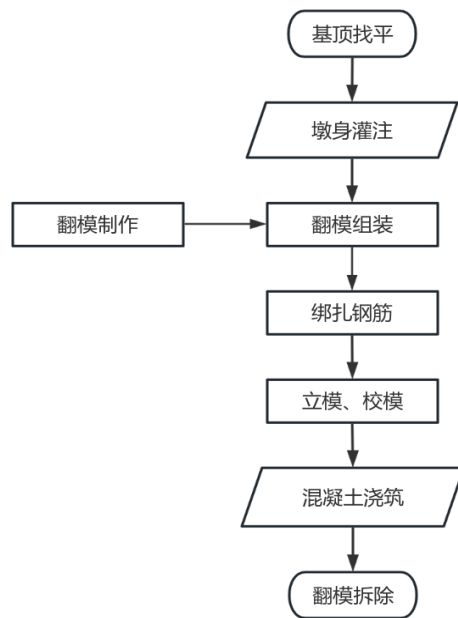 基顶找平
墩身灌注
翻模制作
翻模组装
绑扎钢筋
立模、校模
混凝土浇筑
翻模拆除